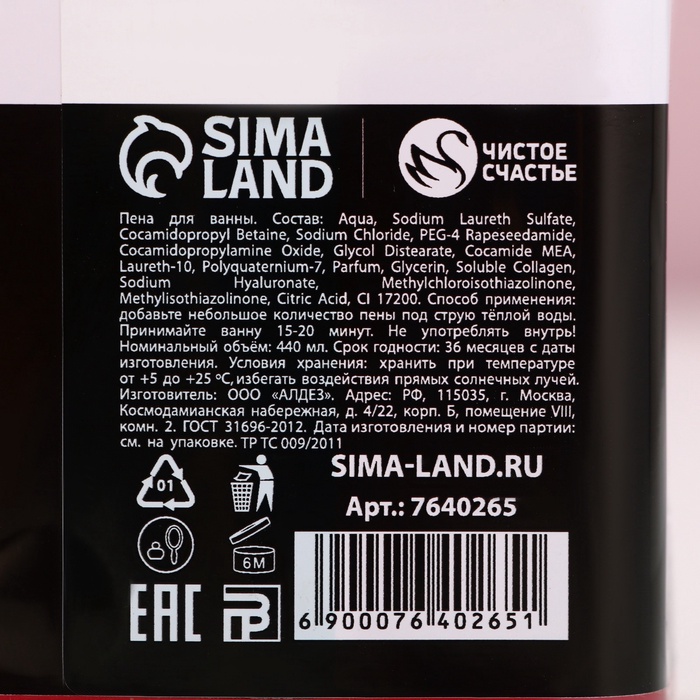 SIMA
LAND
ЧИСТОЕ
СЧАСТЬЕ
Пена для ванны. Состав: Aqua, Sodium Laureth Sulfate,
Cocamidopropyl Betaine, Sodium Chloride, PEG-4 Rapeseedamide,
Cocamidopropylamine Oxide, Glycol Distearate, Cocamide MEA,
Laureth-10, Polyquaternium-7, Parfum, Glycerin, Soluble Collagen,
Sodium Hyaluronate, Methylchloroisothiazolinone,
Methylisothiazolinone, Citric Acid, CI 17200. Способ применения:
добавьте небольшое количество пены под струю тёплой воды.
Принимайте ванну 15-20 минут. Не употреблять внутрь!
Номинальный объём: 440 мл. Срок годности: 36 месяцев с даты
изготовления. Условия хранения: хранить при температуре
от +5 до +25 ºС, избегать воздействия прямых солнечных лучей.
Изготовитель: ООО «АЛДЕЗ». Адрес: РФ, 115035, г. Москва,
Космодамианская набережная, д. 4/22, корп. Б, помещение VIII,
комн. 2. ГОСТ 31696-2012. Дата изготовления и номер партии:
см. на упаковке. ТР ТС 009/2011
SIMA-LAND.RU
Арт.: 7640265
01
6M
EAC
6 900076 402651